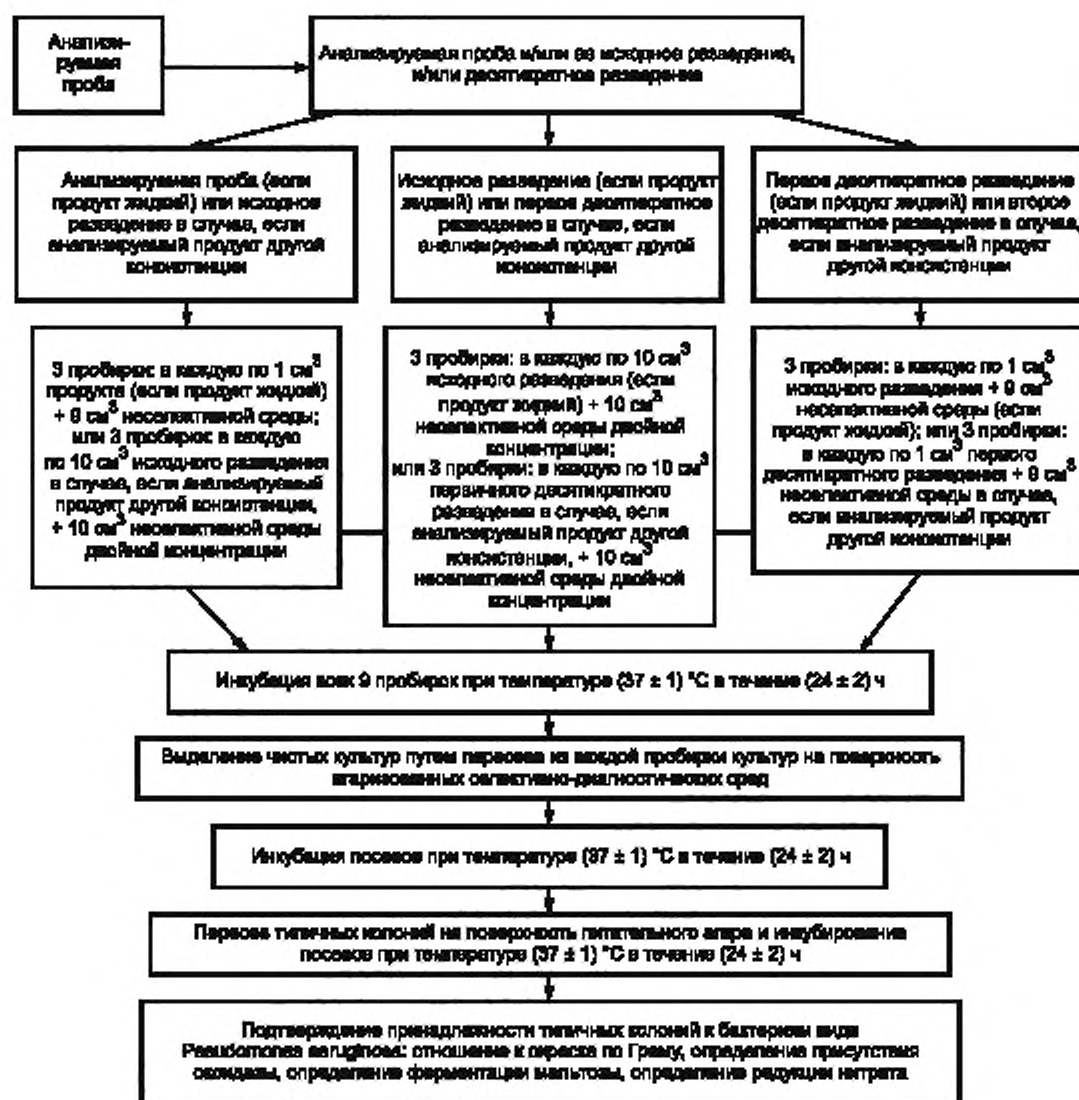 Анализи-
руемая
проба
Анализируемая проба и/или ее исходное разведение,
и/или десятикратное разведение
Анализируемая проба (если
продукт жидкий) или исходное
разведение в случае, если
анализируемый продукт другой
консистенции
Исходное разведение (если продукт
жидкий) или первое десятикратное
разведение в случае, если
анализируемый продукт другой
консистенции
Первое десятикратное разведение
(если продукт жидкий) или второе
десятикратное разведение в случае,
если анализируемый продукт
другой консистенции
3 пробирки: в каждую по 1 см³
продукта (если продукт жидкий)
+ 9 см³ неселективной среды;
или 3 пробирки: в каждую
по 10 см³ исходного разведения
в случае, если анализируемый
продукт другой консистенции,
+ 10 см³ неселективной среды
двойной концентрации
3 пробирки: в каждую по 10 см³
исходного разведения (если
продукт жидкий) + 10 см³
неселективной среды двойной
концентрации;
или 3 пробирки: в каждую по 10 см³
первичного десятикратного
разведения в случае, если
анализируемый продукт другой
консистенции, + 10 см³
неселективной среды двойной
концентрации
3 пробирки: в каждую по 1 см³
исходного разведения + 9 см³
неселективной среды (если
продукт жидкий); или 3 пробирки:
в каждую по 1 см³ первого
десятикратного разведения + 9 см³
неселективной среды в случае,
если анализируемый продукт
другой консистенции
Инкубация всех 9 пробирок при температуре (37 ± 1) °С в течение (24 ± 2) ч
Выделение чистых культур путем пересева из каждой пробирки культур на поверхность
агаризованных селективно-диагностических сред
Инкубация посевов при температуре (37 ± 1) °С в течение (24 ± 2) ч
Пересев типичных колоний на поверхность питательного агара и инкубирование
посевов при температуре (37 ± 1) °С в течение (24 ± 2) ч
Подтверждение принадлежности типичных колоний к бактериям вида
Pseudomonas aeruginosa: отношение к окраске по Граму, определение присутствия
оксидазы, определение ферментации мальтозы, определение редукции нитрата